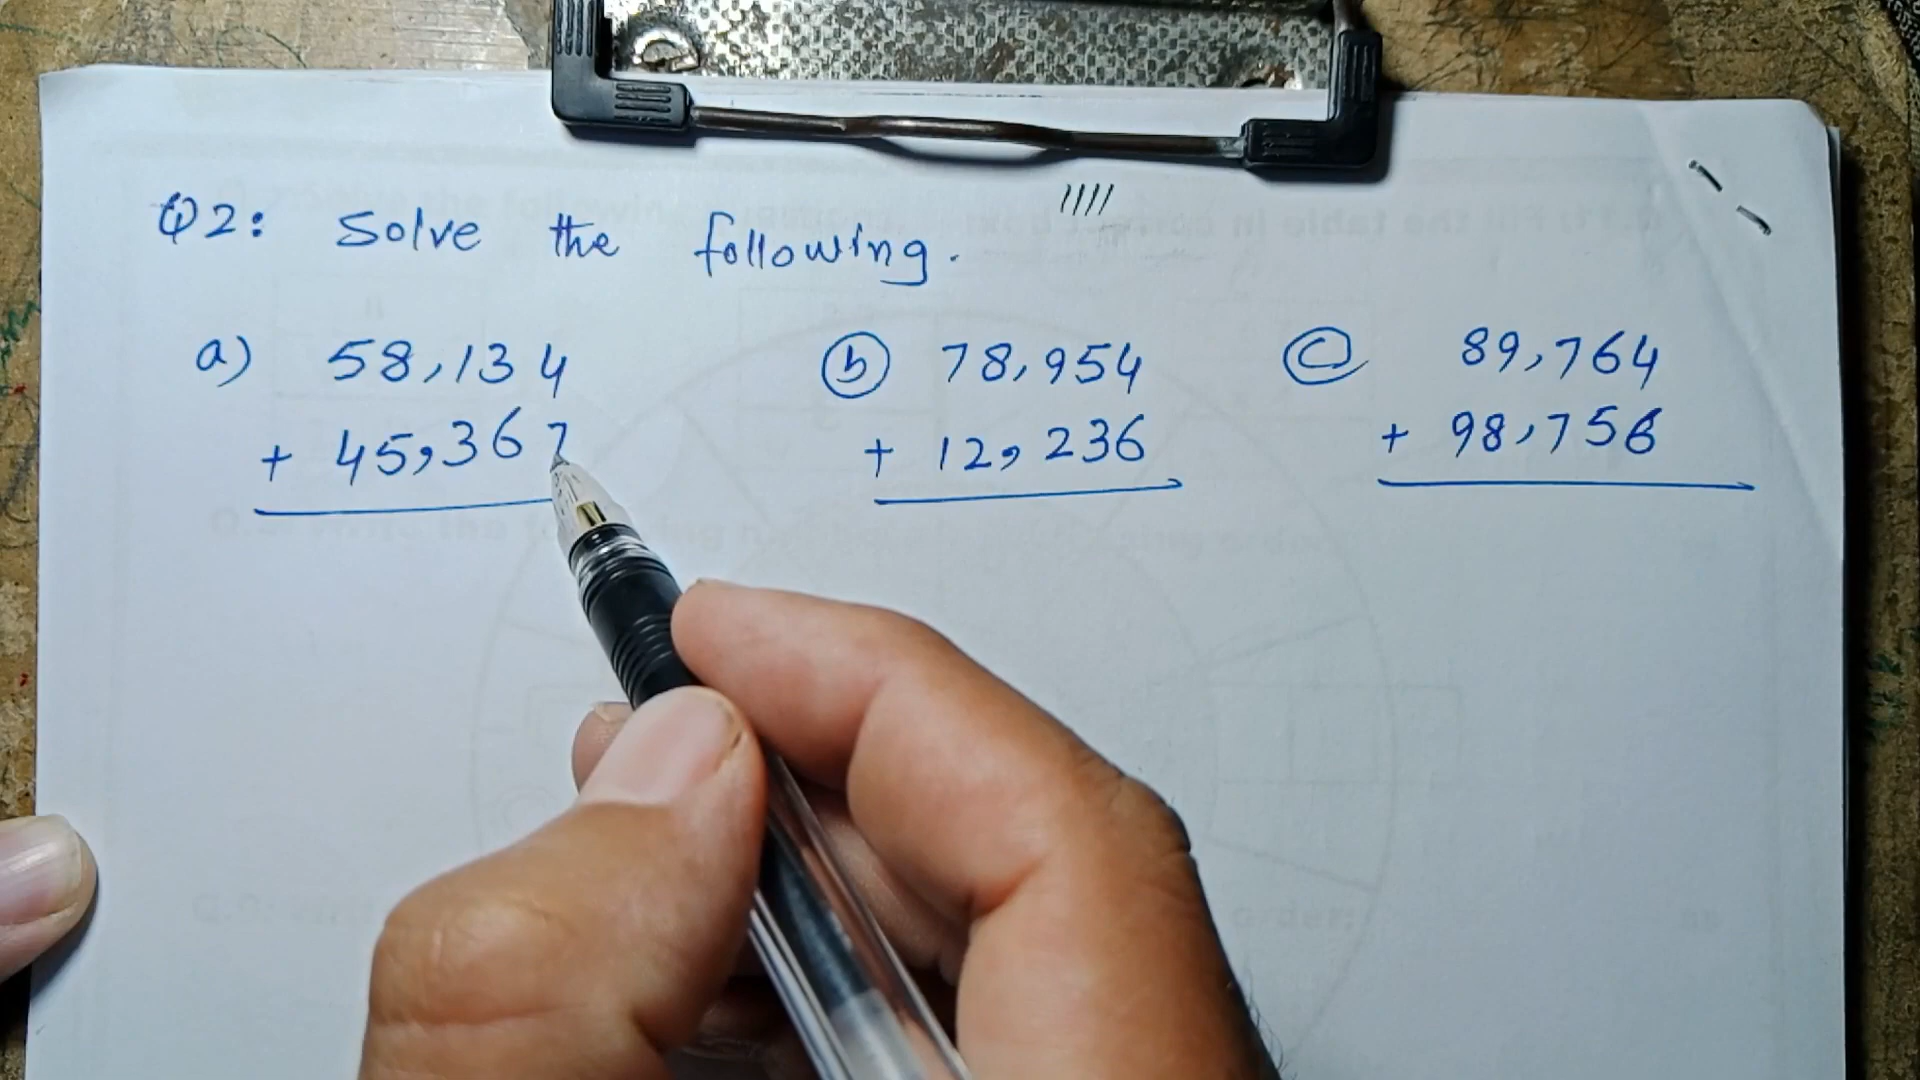 Q2: Solve the following.
a) 58,134 (b) 78,954 (c) 89,764
+ 45,367 + 12,236 + 98,756